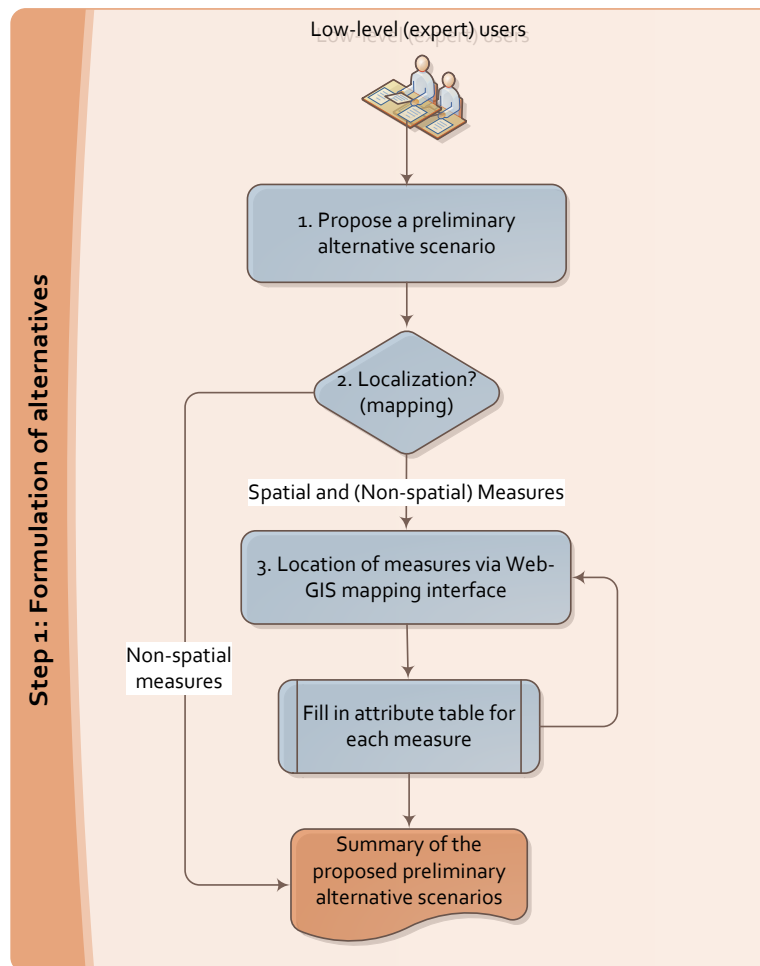 Low-level (expert) users
1. Propose a preliminary
alternative scenario
2. Localization?
(mapping)
Spatial and (Non-spatial) Measures
3. Location of measures via Web-
GIS mapping interface
Non-spatial
measures
Fill in attribute table for
each measure
Summary of the
proposed preliminary
alternative scenarios
Step 1: Formulation of alternatives